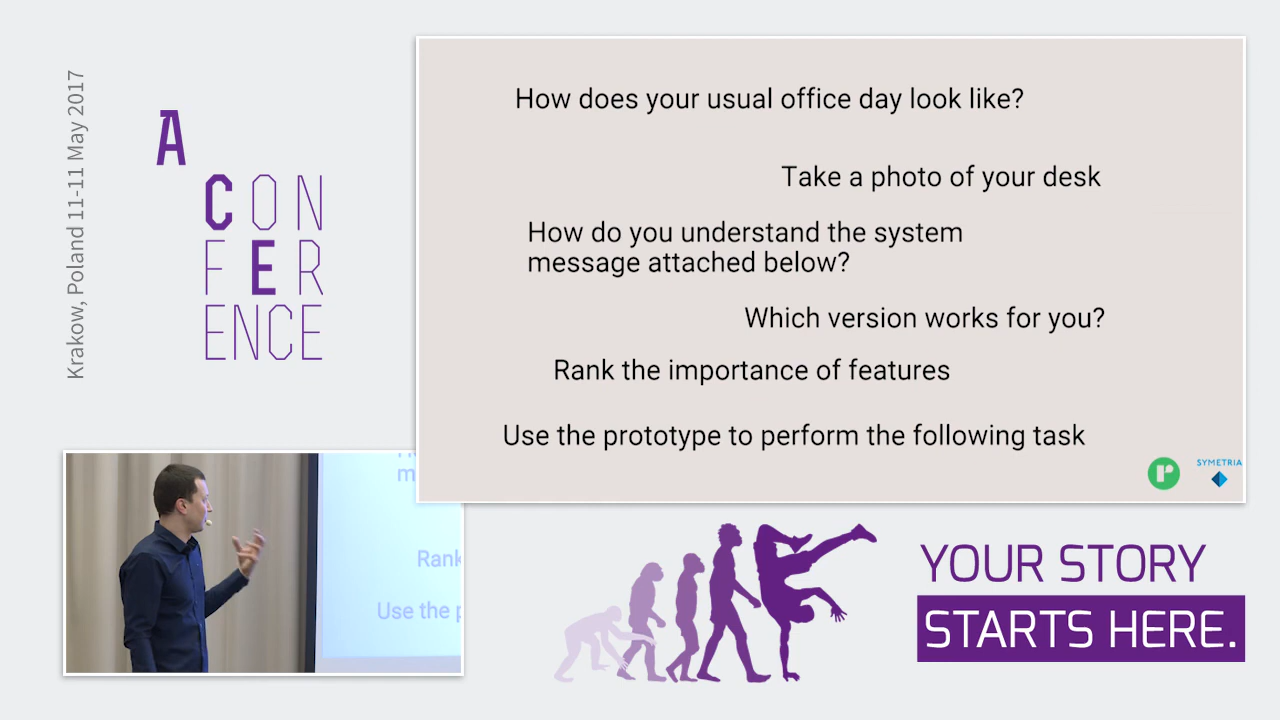 Krakow, Poland 11-11 May 2017
A
CON
FER
ENCE
How does your usual office day look like?
Take a photo of your desk
How do you understand the system
message attached below?
Which version works for you?
Rank the importance of features
Use the prototype to perform the following task
r
SYMETRIA
m
Rank
Use the p
YOUR STORY
STARTS HERE.